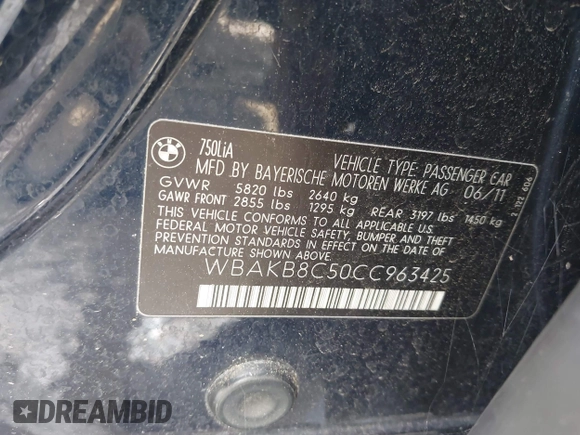 BMW
750LiA
VEHICLE TYPE: PASSENGER CAR
MFD BY BAYERISCHE MOTOREN WERKE AG 06/11
GVWR 5820 lbs 2640 kg
GAWR FRONT 2855 lbs 1295 kg REAR 3197 lbs 1450 kg
THIS VEHICLE CONFORMS TO ALL APPLICABLE U.S.
FEDERAL MOTOR VEHICLE SAFETY, BUMPER AND THEFT
PREVENTION STANDARDS IN EFFECT ON THE DATE OF
MANUFACTURE SHOWN ABOVE.
WBAKB8C50CC963425
DREAMBID